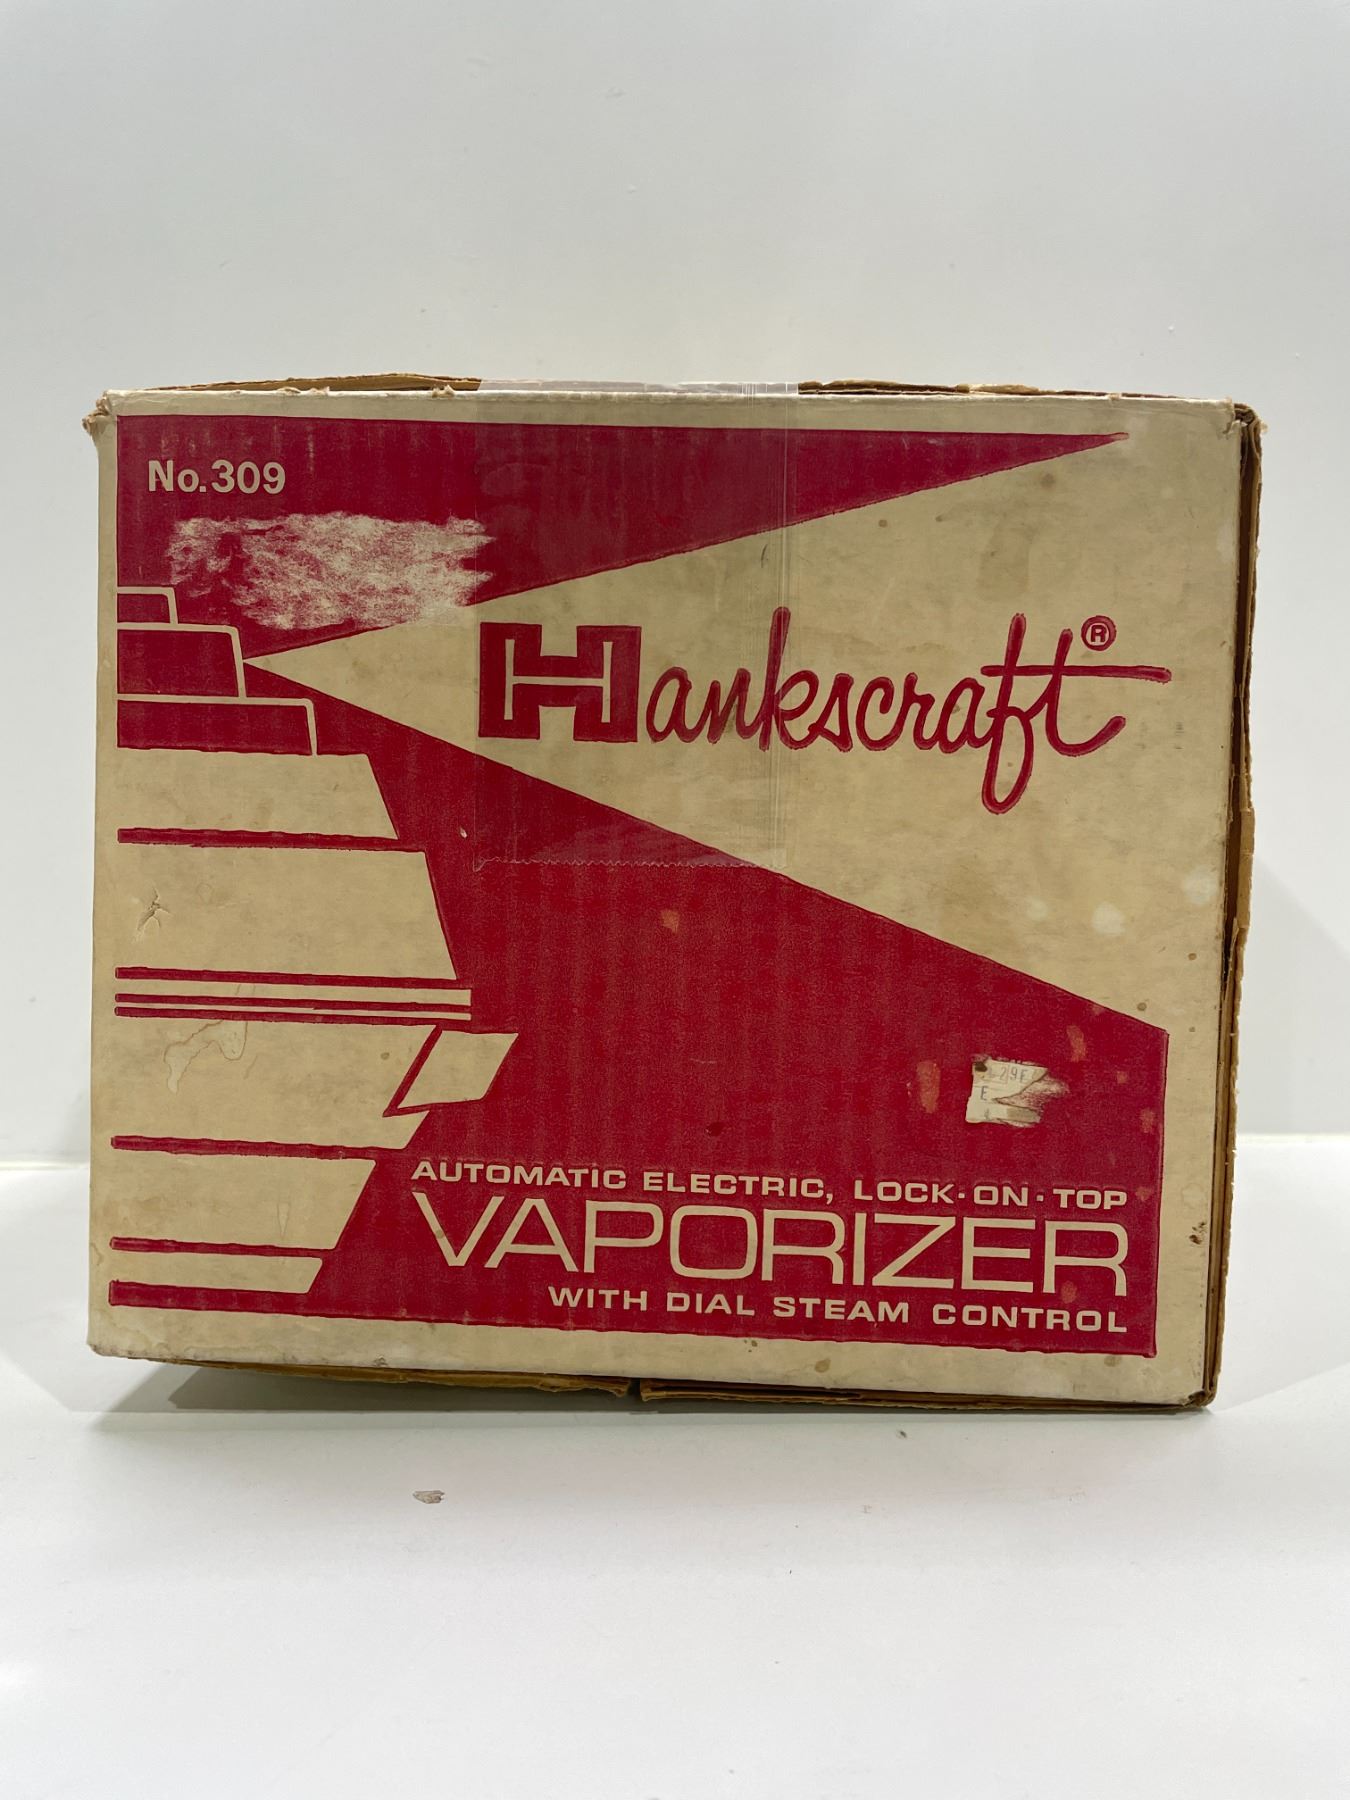 No.309
Hankscraft®
AUTOMATIC ELECTRIC, LOCK-ON-TOP
VAPORIZER
WITH DIAL STEAM CONTROL